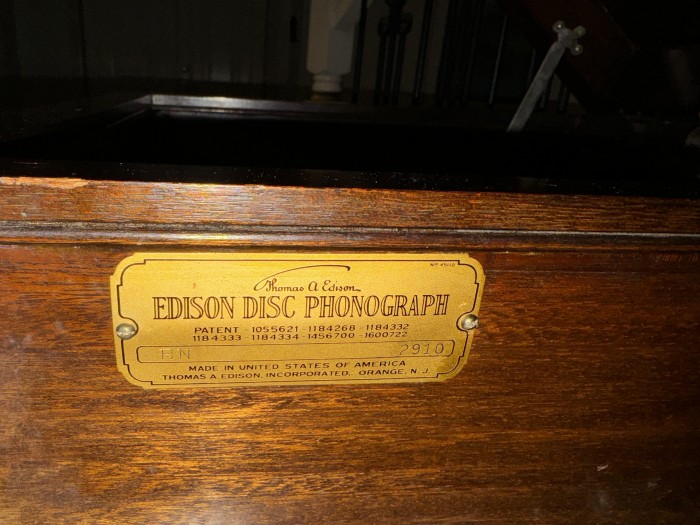 Thomas A Edison
EDISON DISC PHONOGRAPH
PATENT - 1055621 - 1184268 - 1184332
1184333 - 1184334 - 1456700 - 1600722
2910
MADE IN UNITED STATES OF AMERICA
THOMAS A. EDISON, INCORPORATED, ORANGE, N. J.